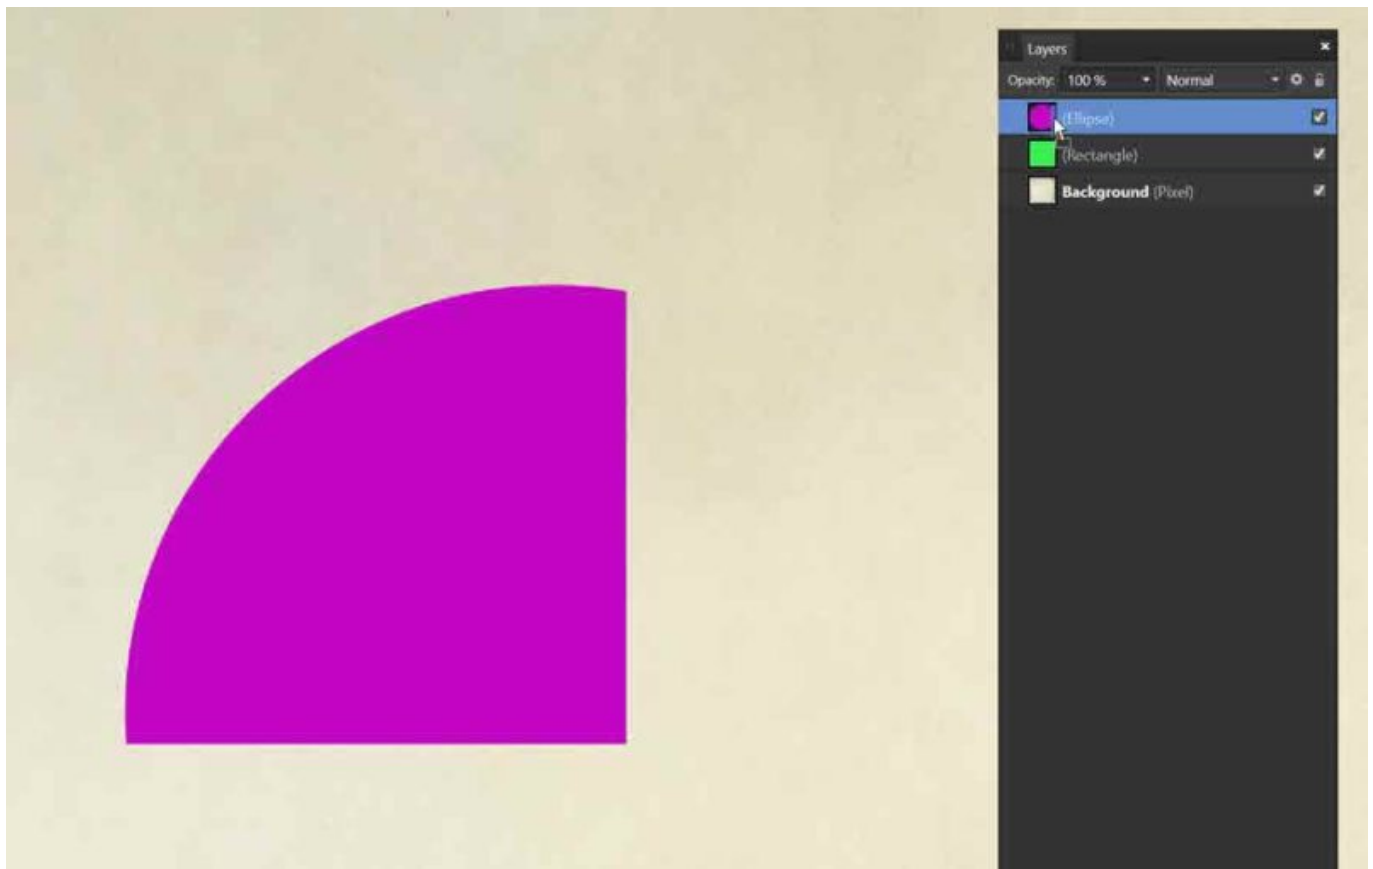 Layers
Opacity: 100 % Normal
(Ellipse)
(Rectangle)
Background (Pixel)